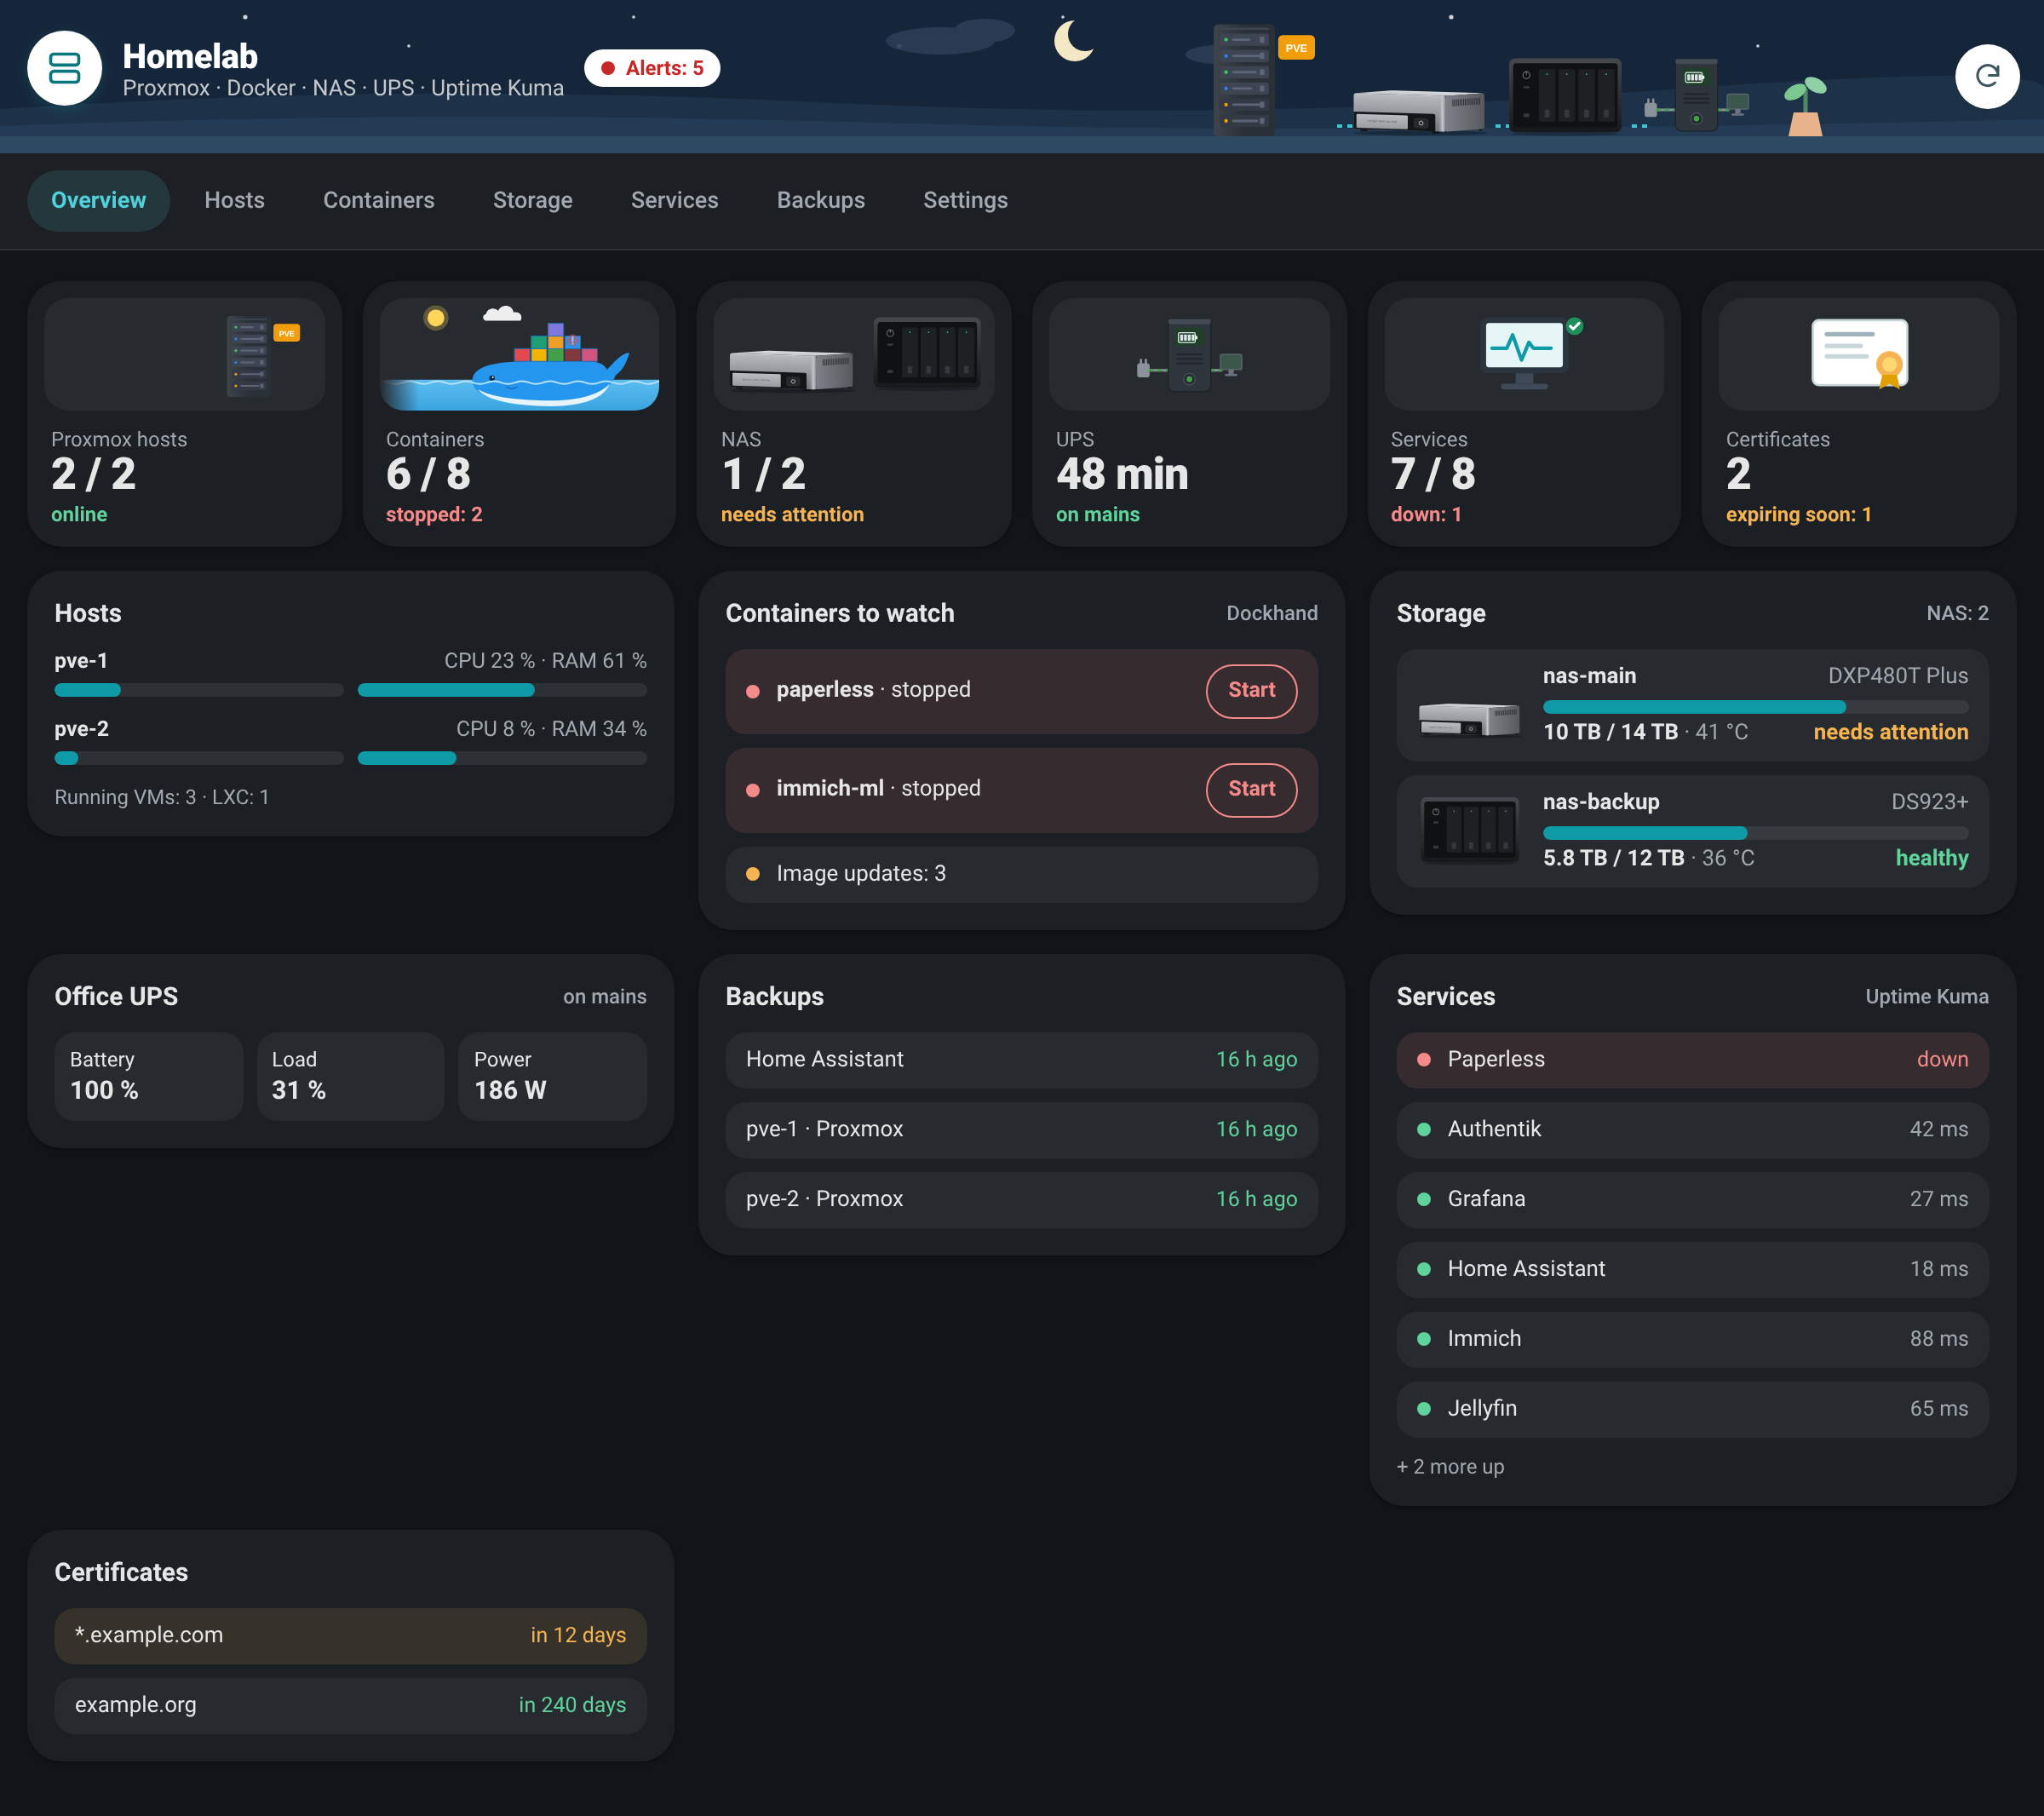 Homelab
Proxmox · Docker · NAS · UPS · Uptime Kuma
Alerts: 5
PVE
Overview
Hosts
Containers
Storage
Services
Backups
Settings
PVE
Proxmox hosts
2 / 2
online
Containers
6 / 8
stopped: 2
NAS
1 / 2
needs attention
UPS
48 min
on mains
Services
7 / 8
down: 1
Certificates
2
expiring soon: 1
Hosts
pve-1 CPU 23 % · RAM 61 %
pve-2 CPU 8 % · RAM 34 %
Running VMs: 3 · LXC: 1
Containers to watch Dockhand
paperless · stopped Start
immich-ml · stopped Start
Image updates: 3
Storage NAS: 2
nas-main DXP480T Plus
10 TB / 14 TB · 41 °C needs attention
nas-backup DS923+
5.8 TB / 12 TB · 36 °C healthy
Office UPS on mains
Battery
100 %
Load
31 %
Power
186 W
Backups
Home Assistant 16 h ago
pve-1 · Proxmox 16 h ago
pve-2 · Proxmox 16 h ago
Services Uptime Kuma
Paperless down
Authentik 42 ms
Grafana 27 ms
Home Assistant 18 ms
Immich 88 ms
Jellyfin 65 ms
+ 2 more up
Certificates
*.example.com in 12 days
example.org in 240 days